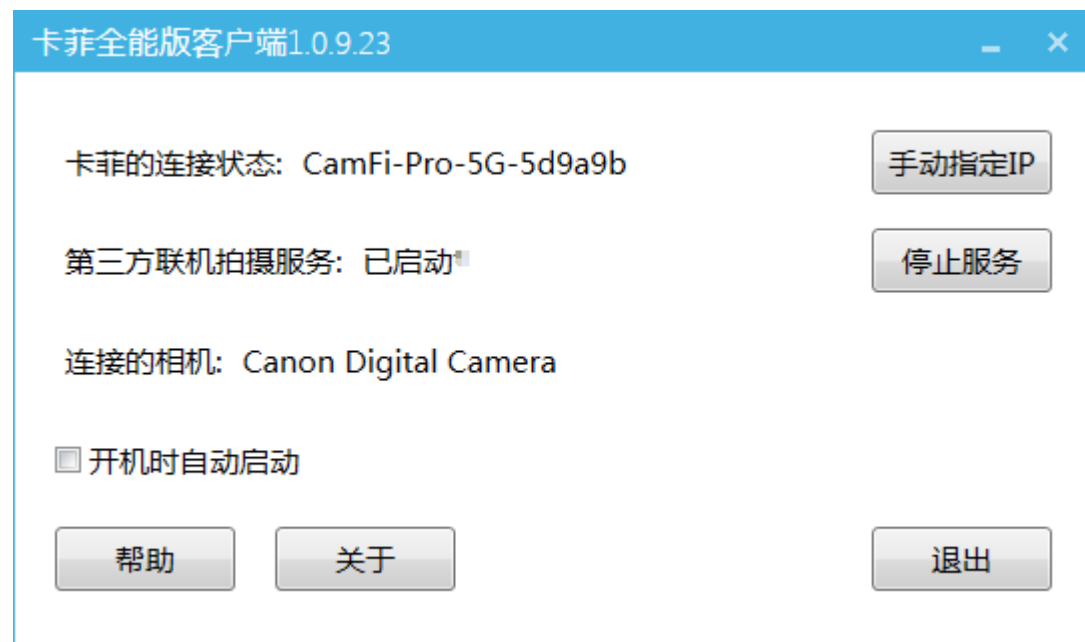 卡菲全能版客户端1.0.9.23
卡菲的连接状态: CamFi-Pro-5G-5d9a9b 手动指定IP
第三方联机拍摄服务: 已启动 停止服务
连接的相机: Canon Digital Camera
开机时自动启动
帮助 关于 退出